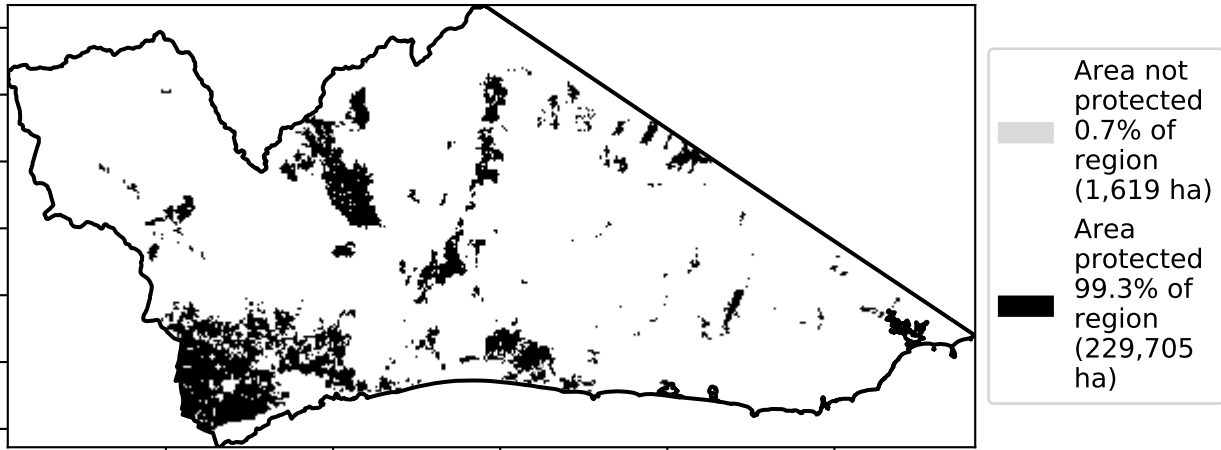 Area not
protected
0.7% of
region
(1,619 ha)
Area
protected
99.3% of
region
(229,705
ha)